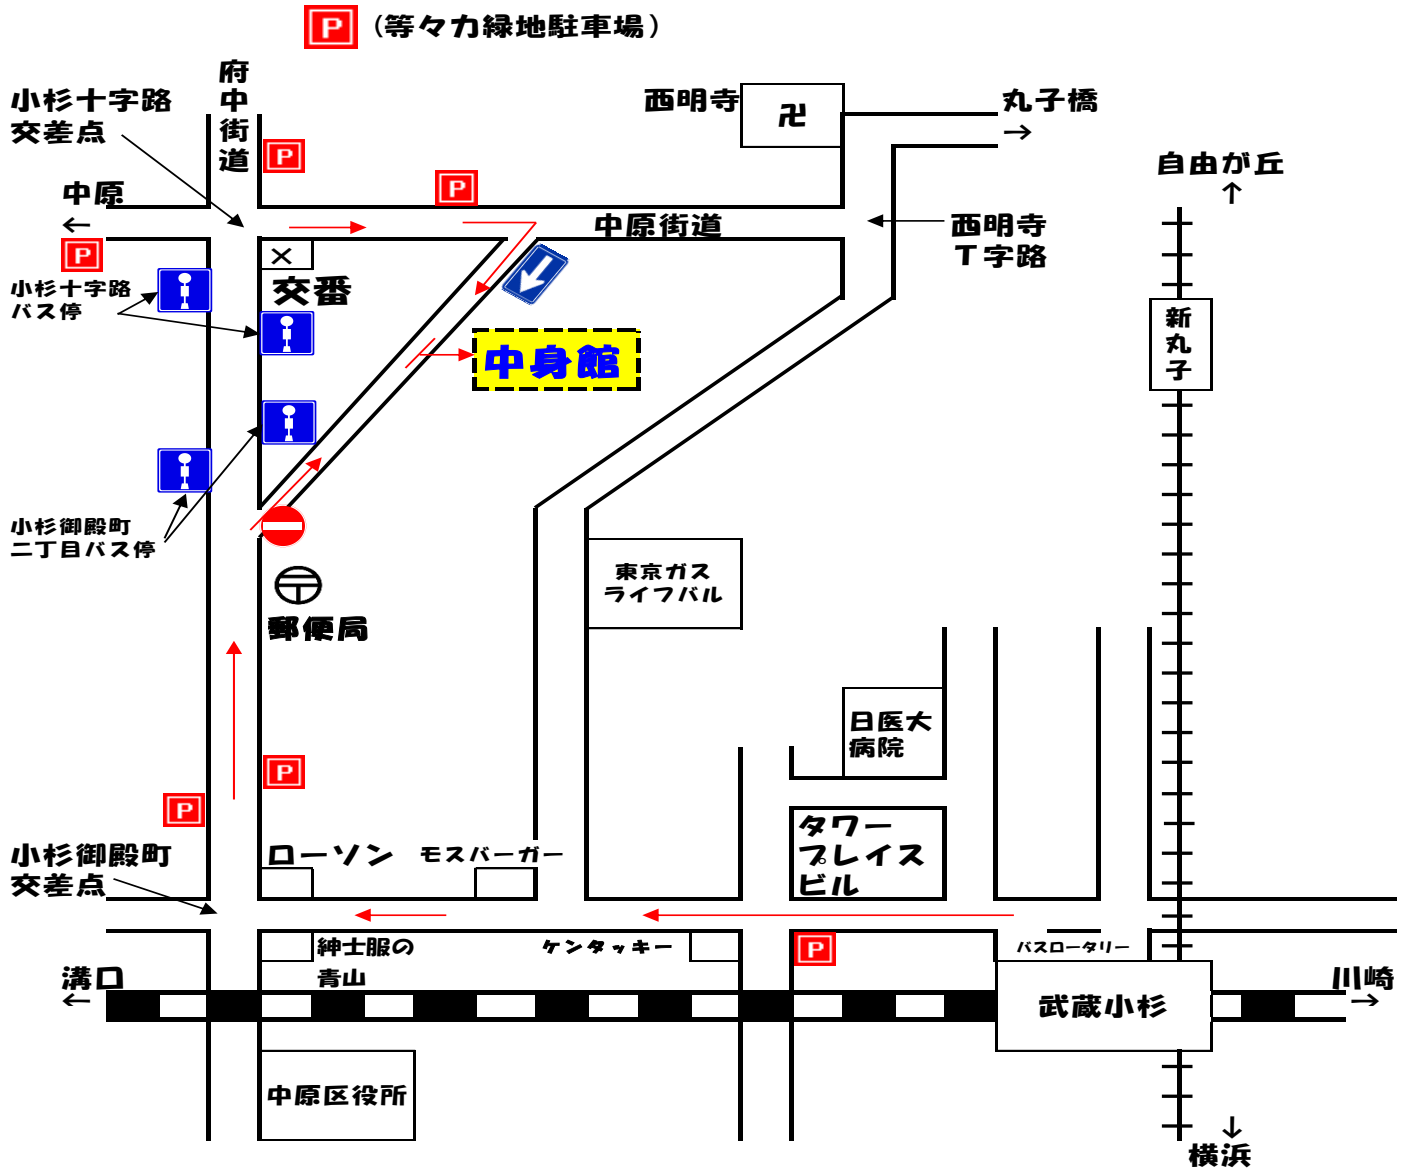 P (等々力緑地駐車場)
府中街道
小杉十字路
交差点
西明寺
卍
丸子橋
→
P
P
自由が丘
↑
中原
←
中原街道
西明寺
T字路
P
小杉十字路
バス停
交番
新丸子
中身館
小杉御殿町
二丁目バス停
東京ガス
ライフバル
郵便局
日医大
病院
P
P
タワー
プレイス
ビル
小杉御殿町
交差点
ローソン
モスバーガー
紳士服の
青山
ケンタッキー
P
バスロータリー
溝口
←
武蔵小杉
川崎
→
中原区役所
↓
横浜